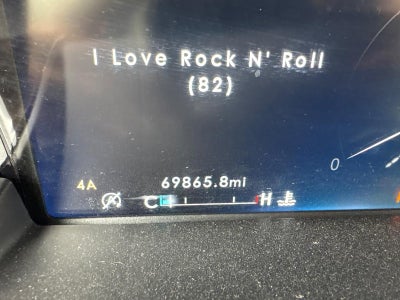 I Love Rock N' Roll
(82)
0
69865.8mi
4A
C H